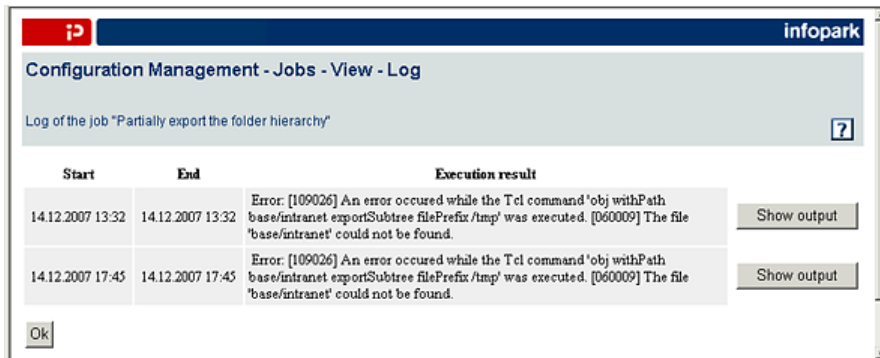 infopark
Configuration Management - Jobs - View - Log
Log of the job "Partially export the folder hierarchy"
?
Start End Execution result
Error: [109026] An error occured while the Tcl command 'obj withPath
14.12.2007 13:32 14.12.2007 13:32 base/intranet exportSubtree filePrefix /tmp' was executed. [060009] The file Show output
'base/intranet' could not be found.
Error: [109026] An error occured while the Tcl command 'obj withPath
14.12.2007 17:45 14.12.2007 17:45 base/intranet exportSubtree filePrefix /tmp' was executed. [060009] The file Show output
'base/intranet' could not be found.
Ok